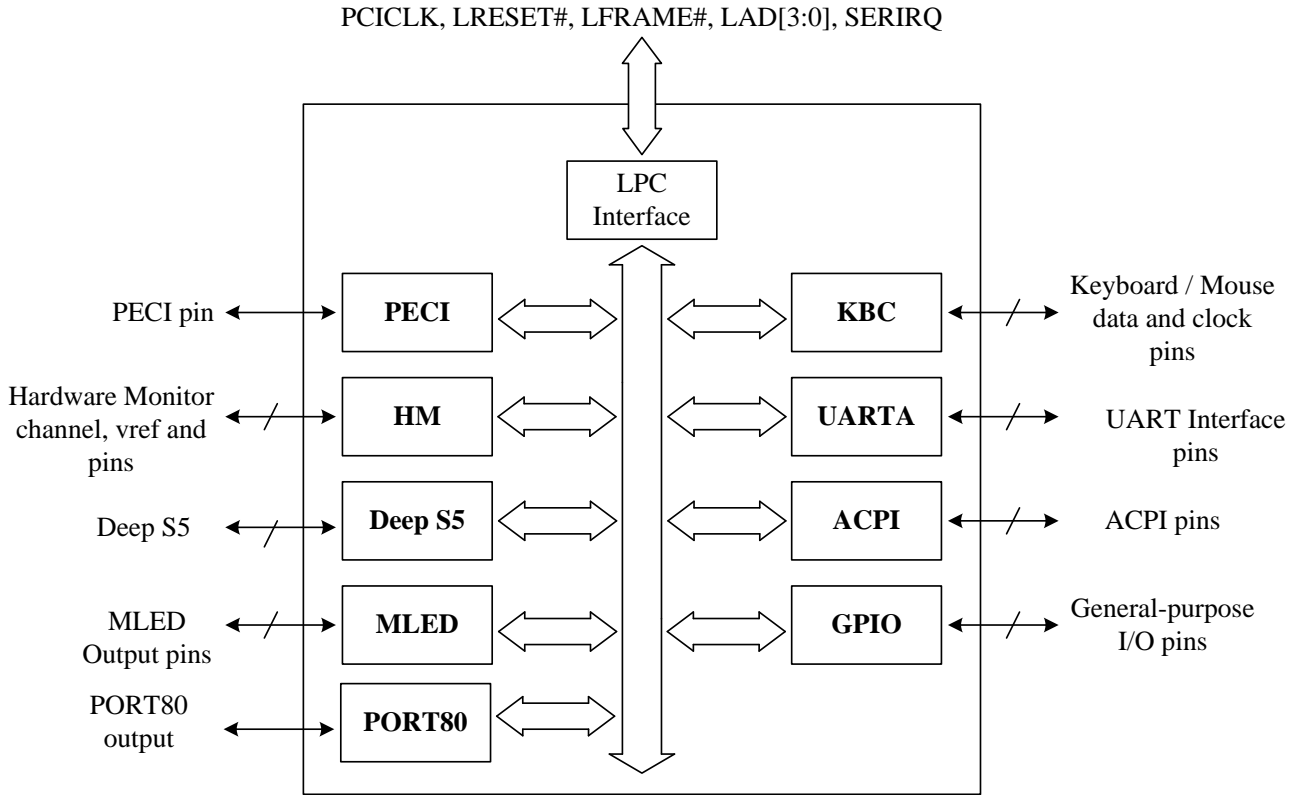 PCICLK, LRESET#, LFRAME#, LAD[3:0], SERIRQ
LPC
Interface
PECI pin
PECI
KBC
Keyboard / Mouse
data and clock
pins
Hardware Monitor
channel, vref and
pins
HM
UARTA
UART Interface
pins
Deep S5
Deep S5
ACPI
ACPI pins
MLED
Output pins
MLED
GPIO
General-purpose
I/O pins
PORT80
output
PORT80